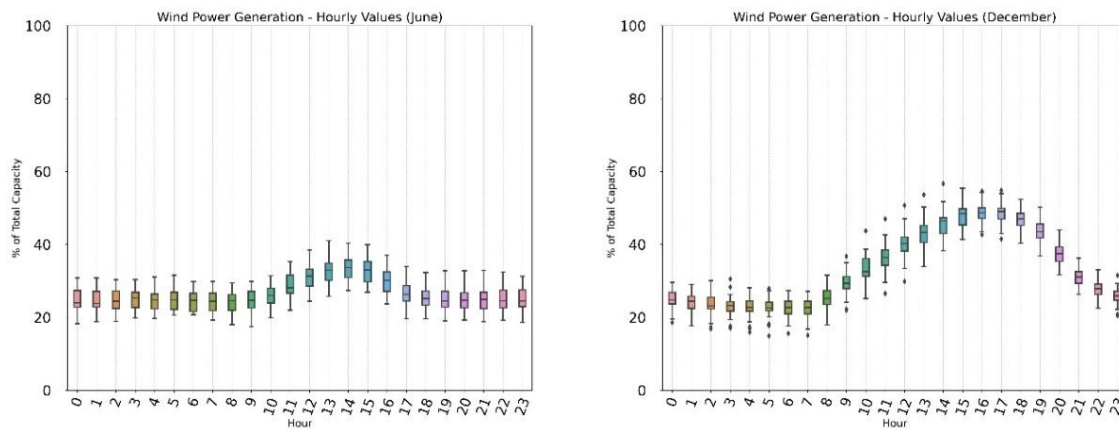 Wind Power Generation - Hourly Values (June)
100
80
60
40
20
0
% of Total Capacity
0 1 2 3 4 5 6 7 8 9 10 11 12 13 14 15 16 17 18 19 20 21 22 23
Hour
Wind Power Generation - Hourly Values (December)
100
80
60
40
20
0
% of Total Capacity
0 1 2 3 4 5 6 7 8 9 10 11 12 13 14 15 16 17 18 19 20 21 22 23
Hour